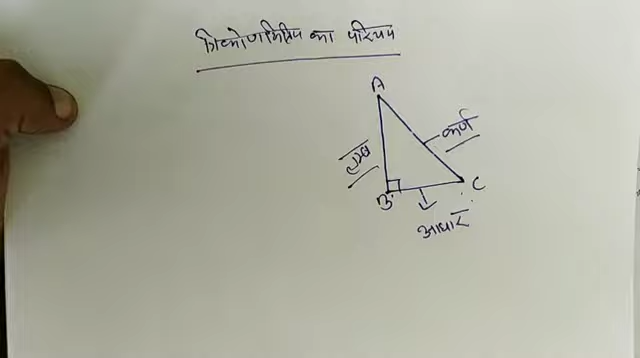 त्रिकोणमितिय का परिचय
A
कर्ण
लम्ब
B
C
आधार